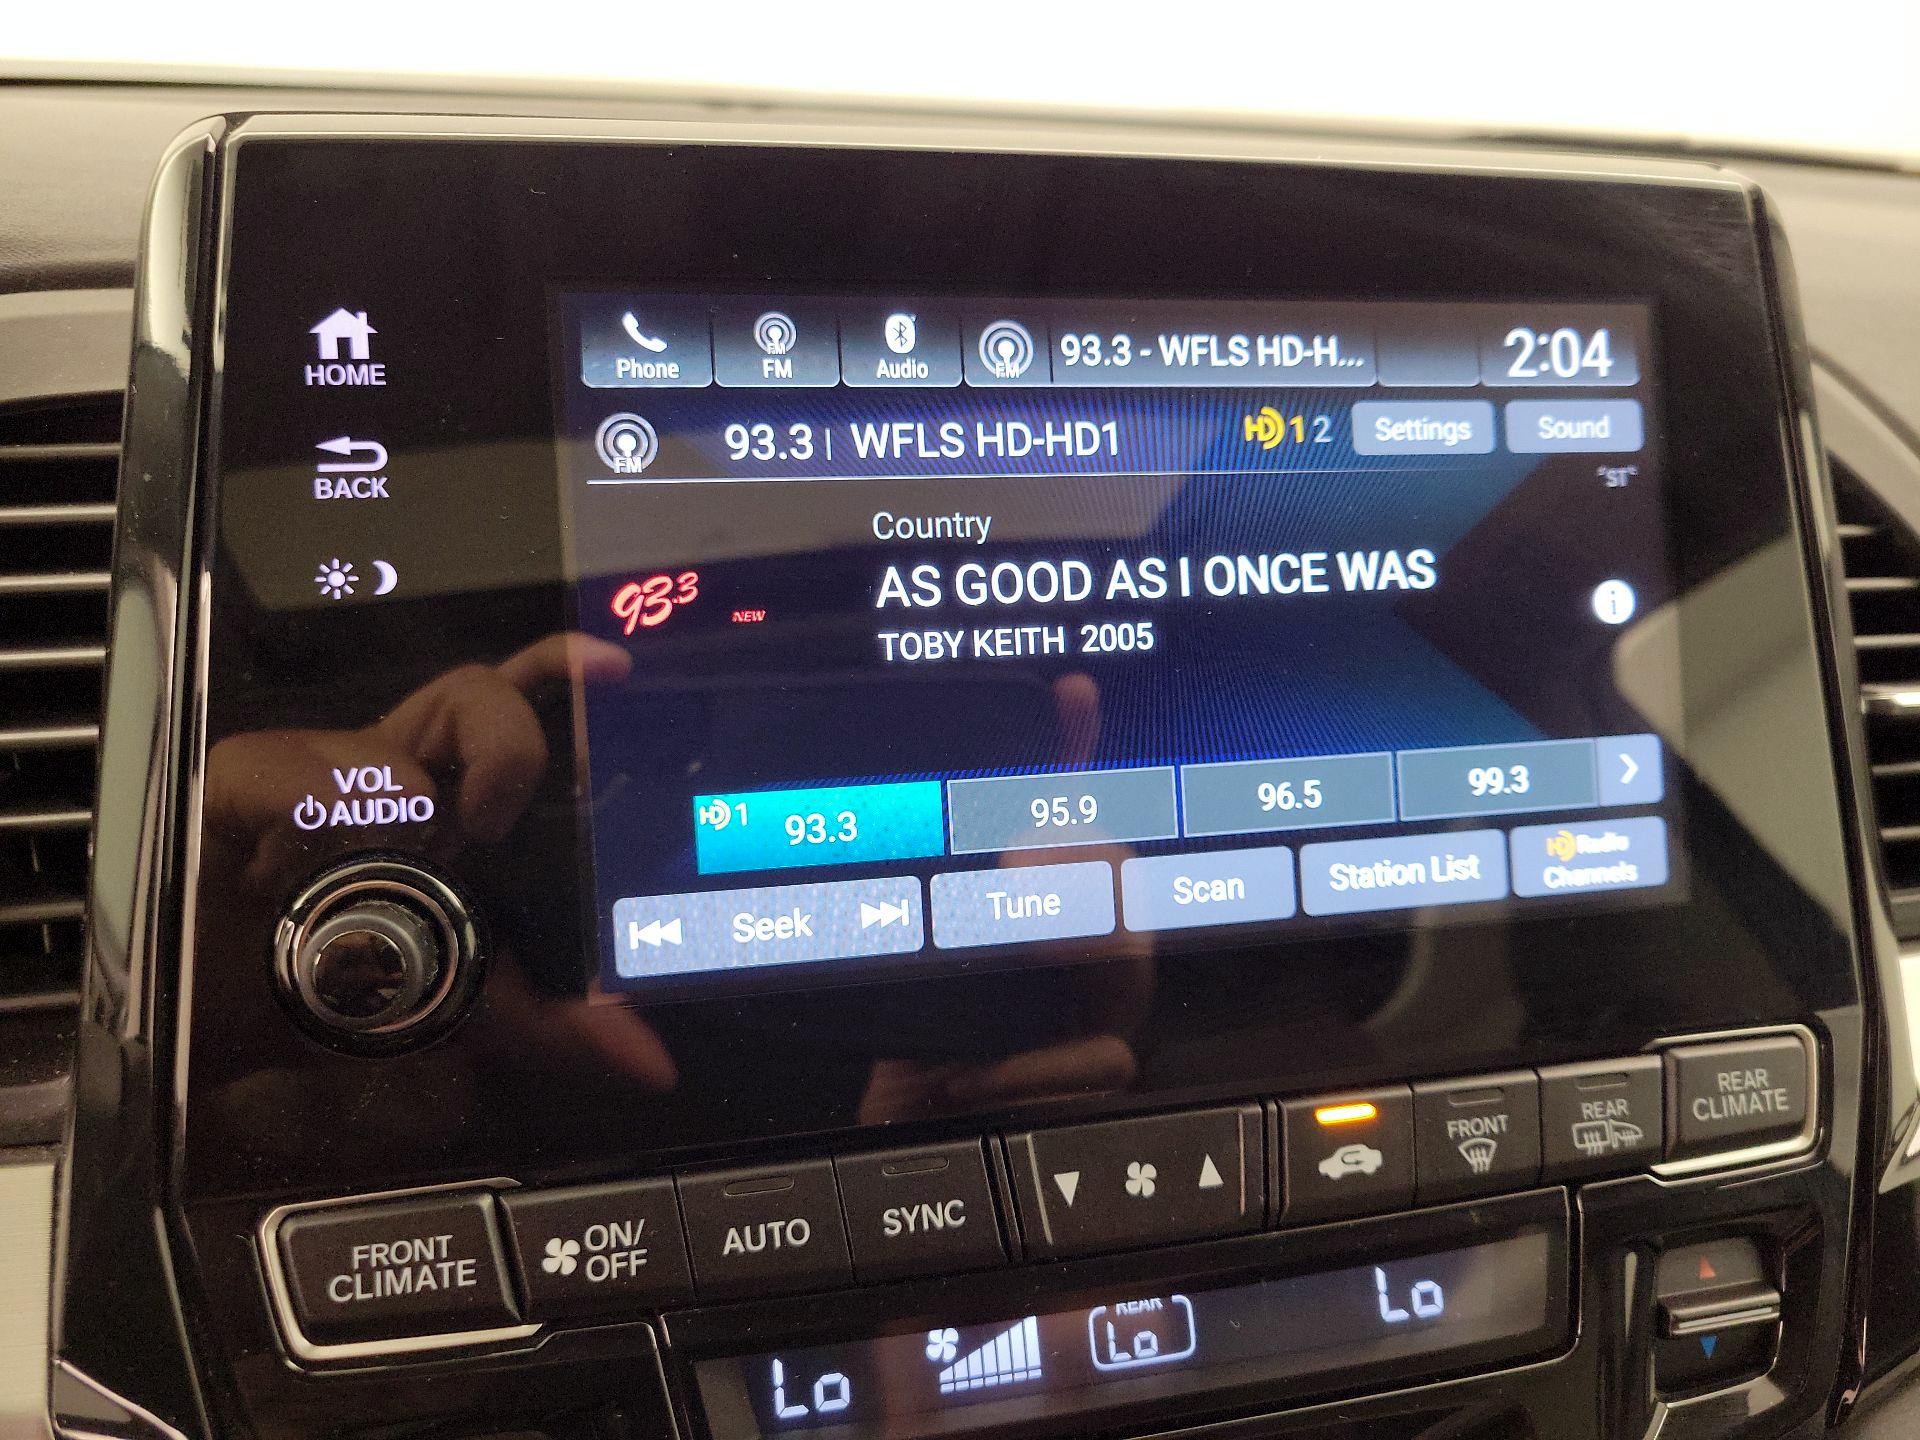 HOME
BACK
VOL
AUDIO
Phone
FM
FM
Audio
FM
93.3 - WFLS HD-H...
2:04
FM
93.3 | WFLS HD-HD1
HD 1 2
Settings
Sound
"ST"
Country
AS GOOD AS I ONCE WAS
TOBY KEITH 2005
93.3
NEW
i
HD 1 93.3
95.9
96.5
99.3
Seek
Tune
Scan
Station List
HD Radio
Channels
FRONT
CLIMATE
ON/
OFF
AUTO
SYNC
FRONT
REAR
REAR
CLIMATE
Lo
REAR
Lo
Lo